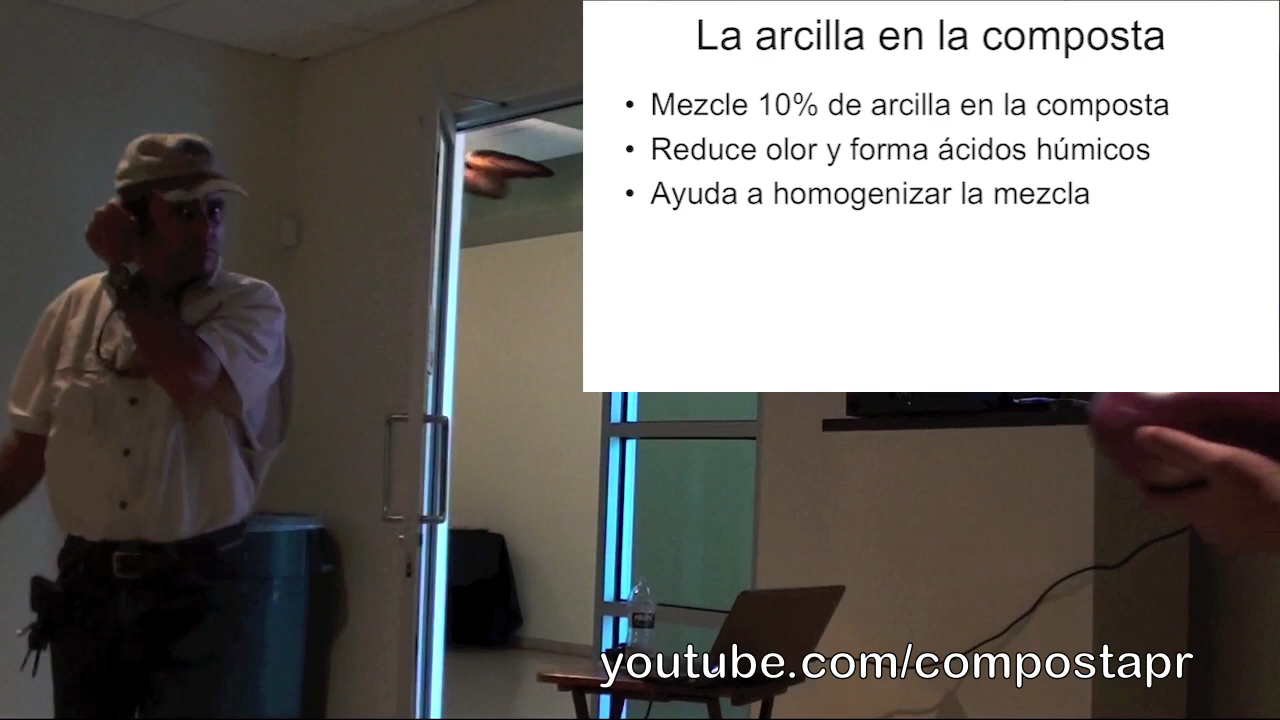 La arcilla en la composta
• Mezcle 10% de arcilla en la composta
• Reduce olor y forma ácidos húmicos
• Ayuda a homogenizar la mezcla
youtube.com/compostapr